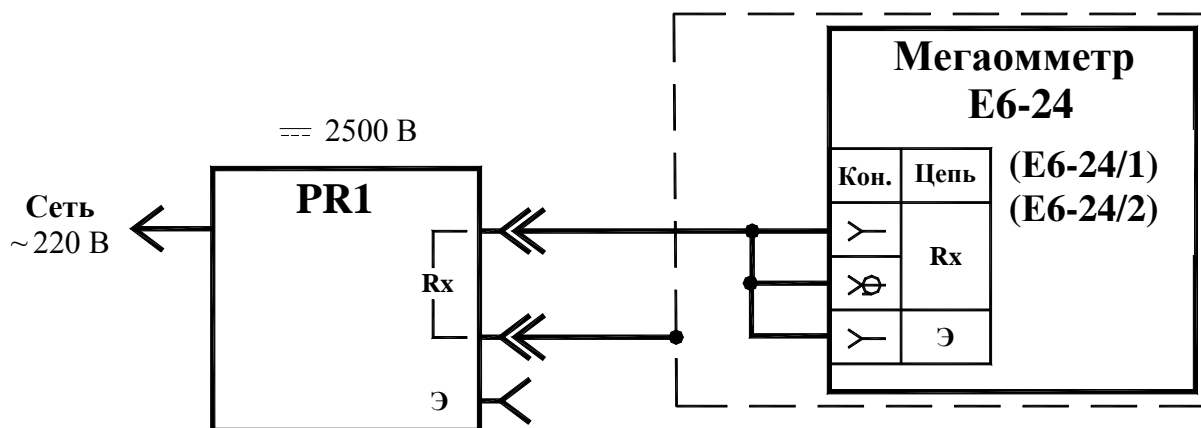 Мегаомметр
Е6-24
(Е6-24/1)
(Е6-24/2)
Кон. Цепь
Rx
Э
2500 В
PR1
Сеть
~220 В
Rx
Э